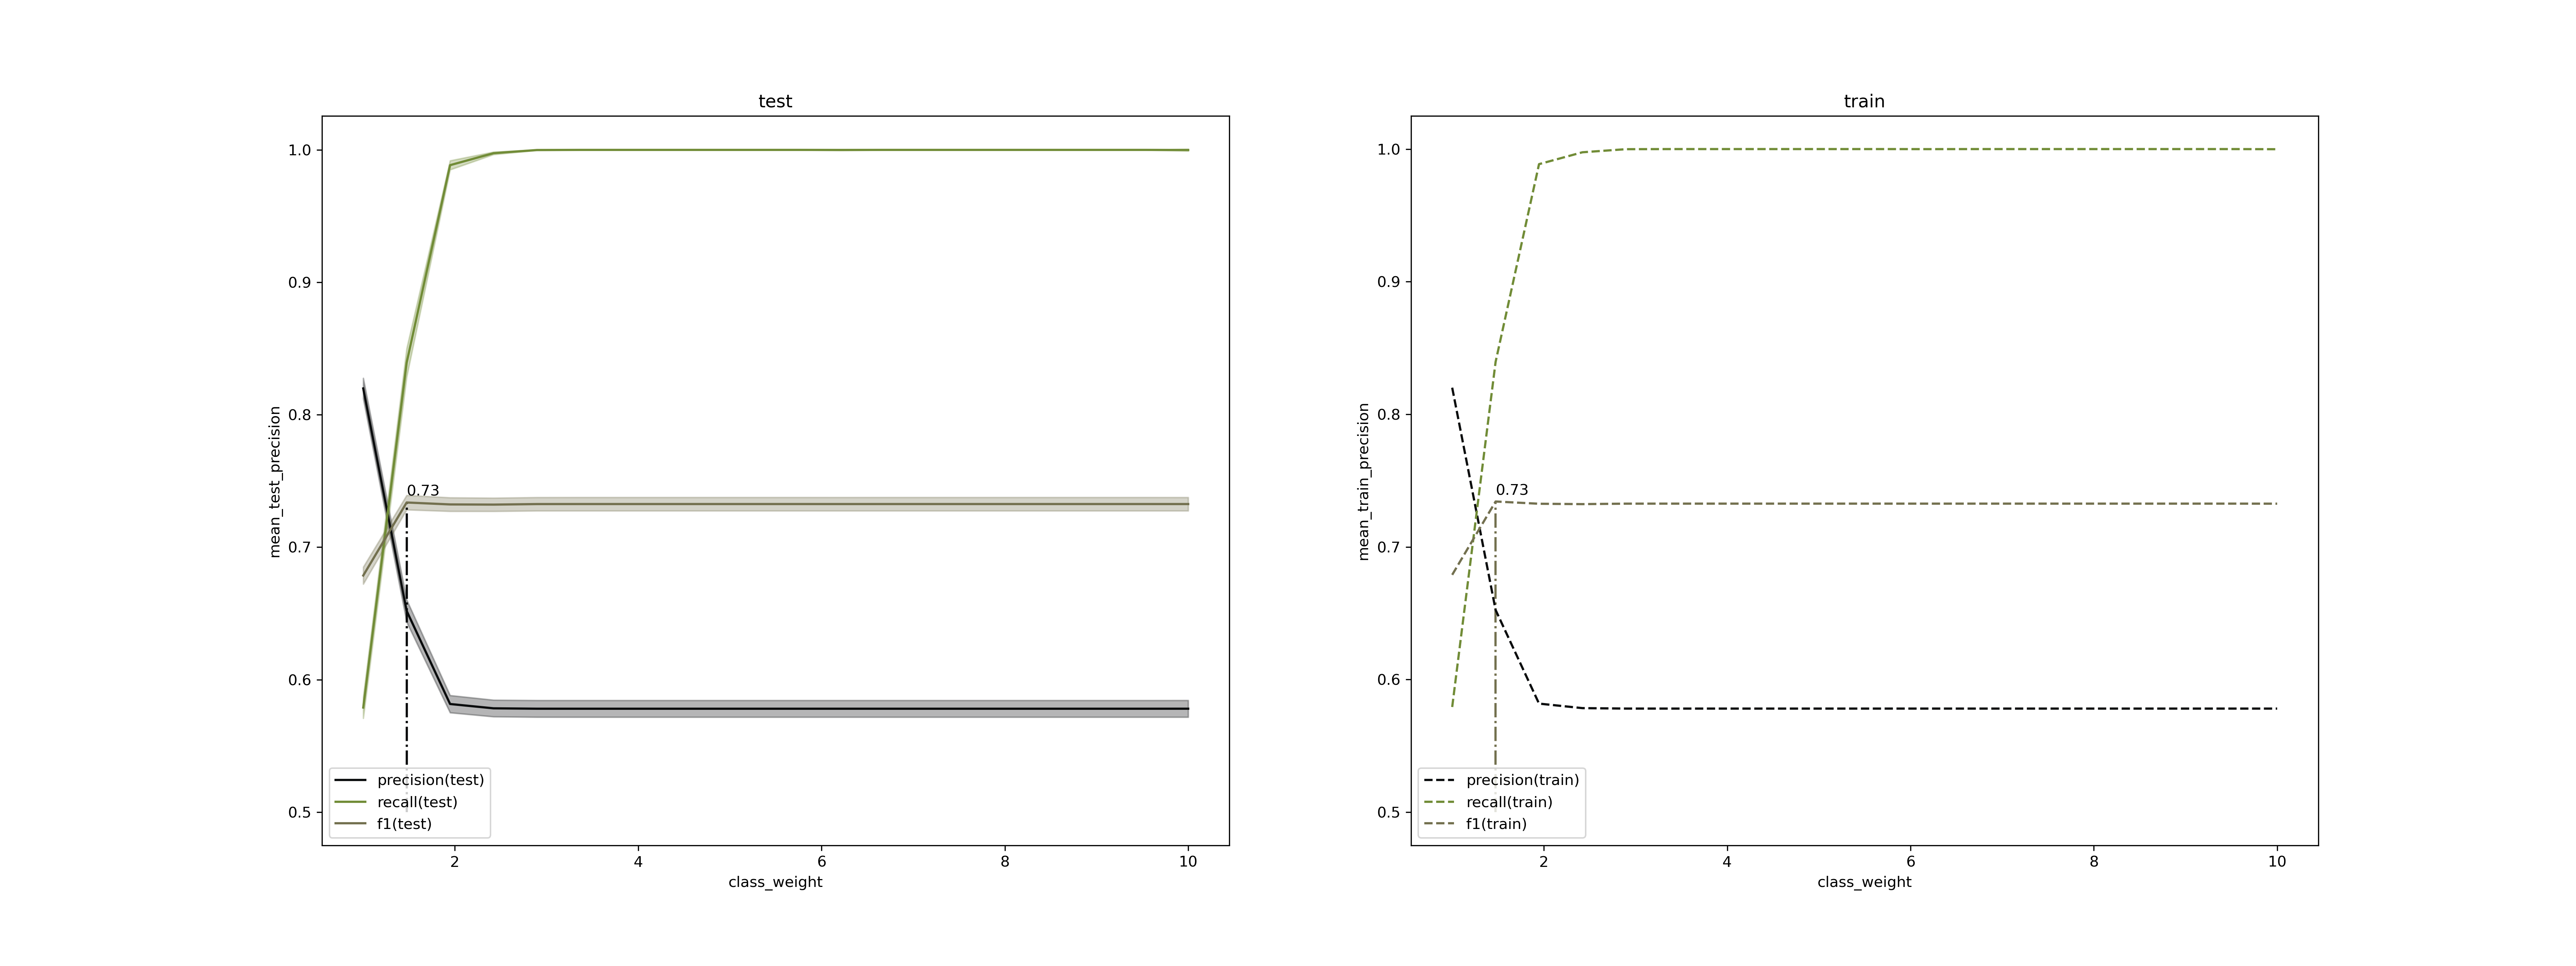 test
1.0
0.9
0.8
0.7
0.6
0.5
mean_test_precision
0.73
precision(test)
recall(test)
f1(test)
2 4 6 8 10
class_weight
train
1.0
0.9
0.8
0.7
0.6
0.5
mean_train_precision
0.73
precision(train)
recall(train)
f1(train)
2 4 6 8 10
class_weight